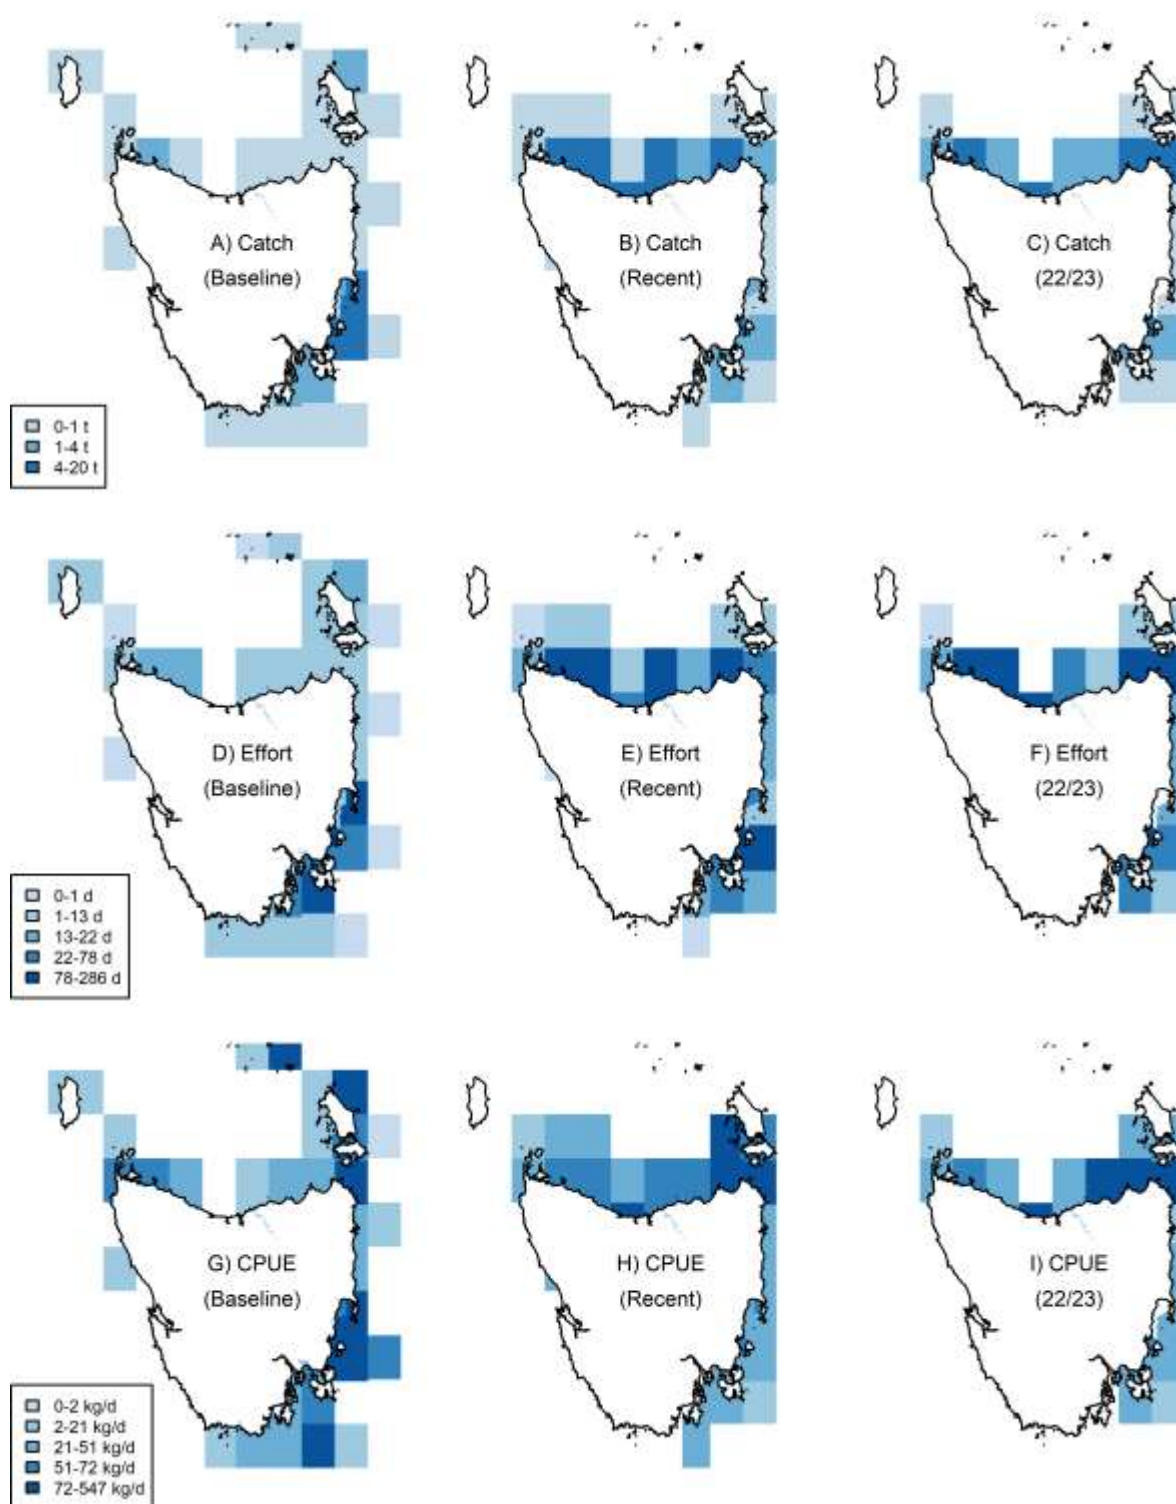 A) Catch
(Baseline)
B) Catch
(Recent)
C) Catch
(22/23)
0-1 t
1-4 t
4-20 t
D) Effort
(Baseline)
E) Effort
(Recent)
F) Effort
(22/23)
0-1 d
1-13 d
13-22 d
22-78 d
78-286 d
G) CPUE
(Baseline)
H) CPUE
(Recent)
I) CPUE
(22/23)
0-2 kg/d
2-21 kg/d
21-51 kg/d
51-72 kg/d
72-547 kg/d